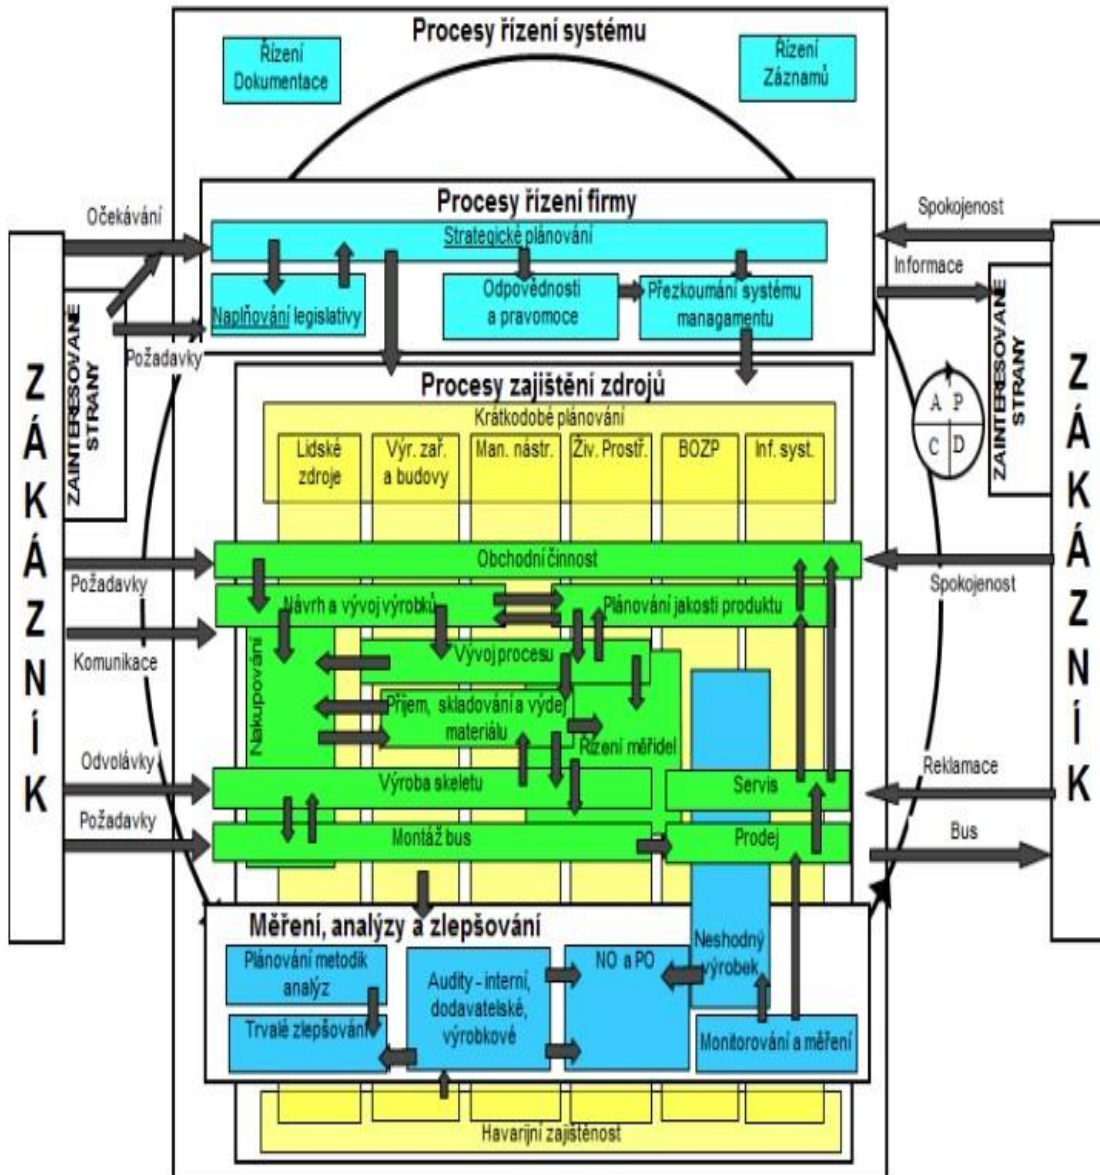 Procesy řízení systému
Řízení
Dokumentace
Řízení
Záznamů
Procesy řízení firmy
Očekávání
Strategické plánování
Spokojenost
Informace
Naplňování legislativy
Odpovědnosti
a pravomoce
Přezkoumání systému
managamentu
Požadavky
ZÁKAZNÍK
ZAINTERESOVANÉ
STRANY
Procesy zajištění zdrojů
Krátkodobé plánování
Lidské
zdroje
Výr. zař.
a budovy
Man. nástr.
Živ. Prostř.
BOZP
Inf. syst.
A P
C D
ZAINTERESOVANÉ
STRANY
ZÁKAZNÍK
Požadavky
Obchodní činnost
Spokojenost
Návrh a vývoj výrobků
Plánování jakosti produktu
Komunikace
Nakupování
Vývoj procesu
Příjem, skladování a výdej
materiálu
Řízení měřidel
Odvolávky
Výroba skeletu
Servis
Reklamace
Požadavky
Montáž bus
Prodej
Bus
Měření, analýzy a zlepšování
Plánování metodik
analýz
Trvalé zlepšování
Audity - interní,
dodavatelské,
výrobkové
NO a PO
Neshodný
výrobek
Monitorování a měření
Havarijní zajištěnost